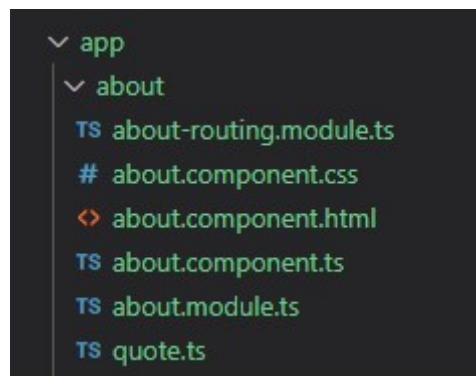 app
about
TS about-routing.module.ts
# about.component.css
<> about.component.html
TS about.component.ts
TS about.module.ts
TS quote.ts